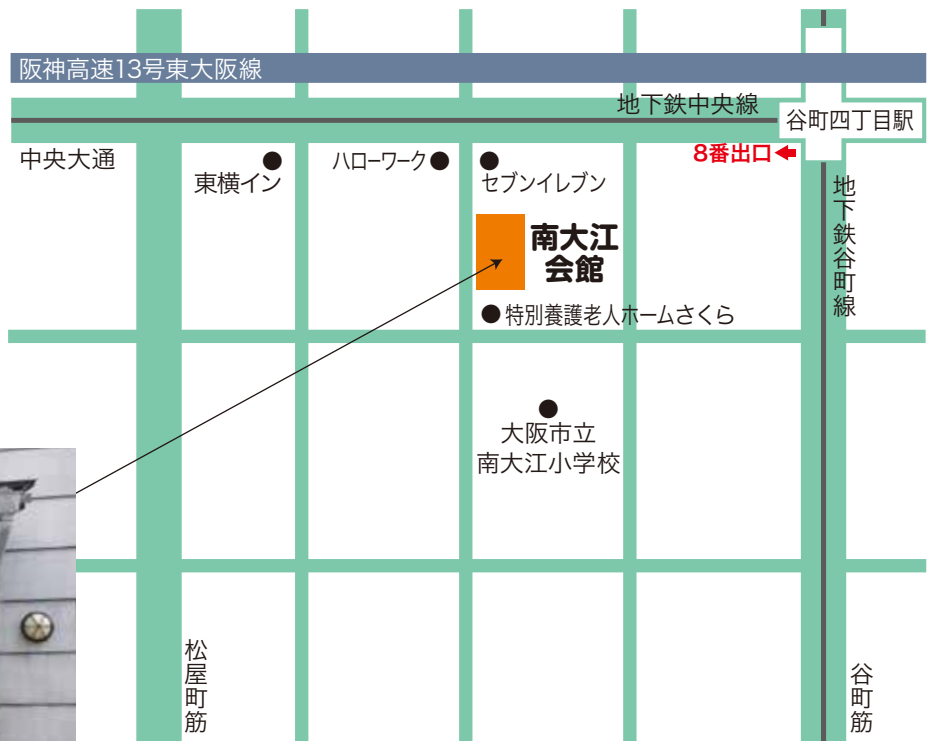 阪神高速13号東大阪線
地下鉄中央線
谷町四丁目駅
中央大通
東横イン
ハローワーク
セブンイレブン
8番出口
地下鉄谷町線
南大江
会館
特別養護老人ホームさくら
大阪市立
南大江小学校
松屋町筋
谷町筋